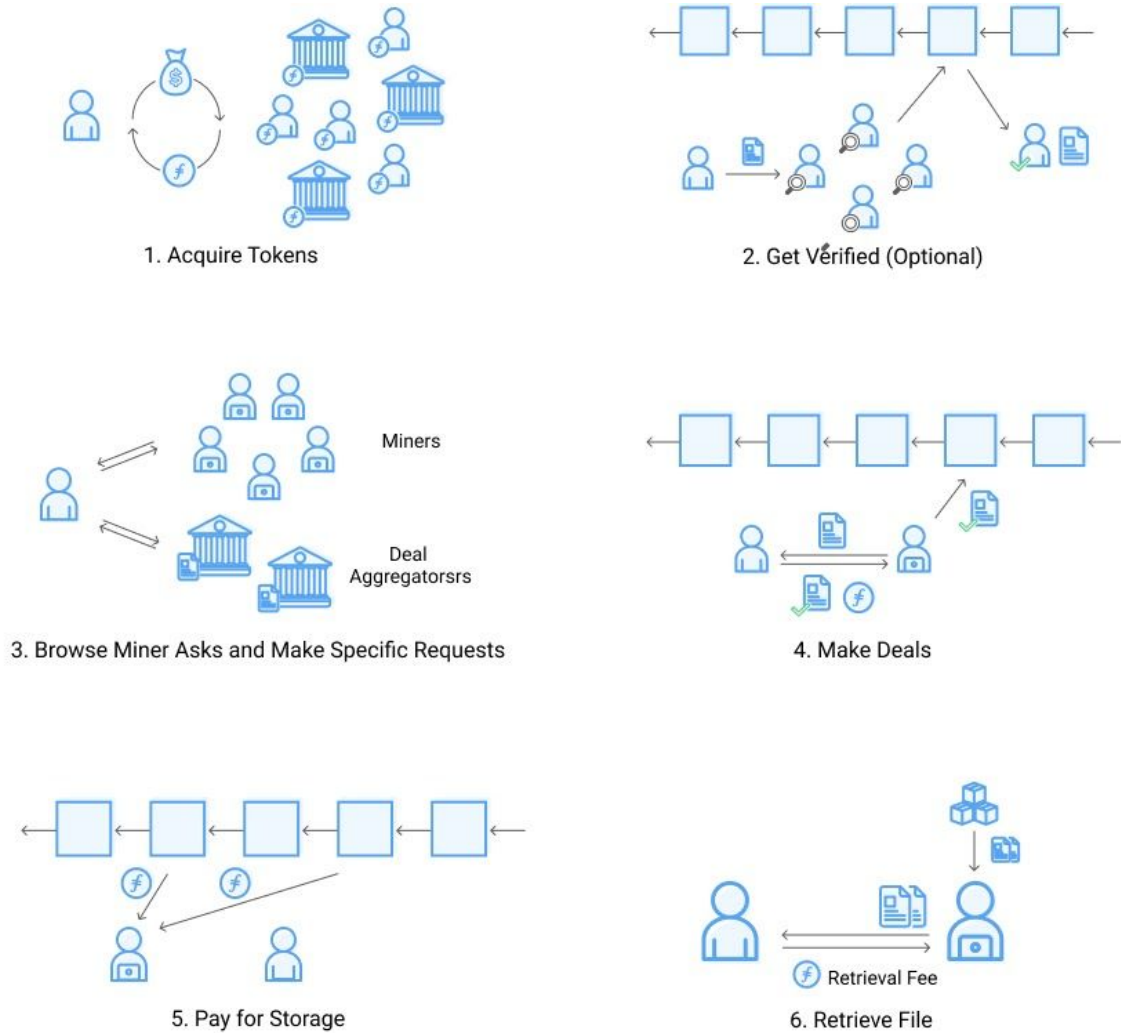 1. Acquire Tokens
2. Get Verified (Optional)
Miners
Deal
Aggregatorsrs
3. Browse Miner Asks and Make Specific Requests
4. Make Deals
5. Pay for Storage
Retrieval Fee
6. Retrieve File